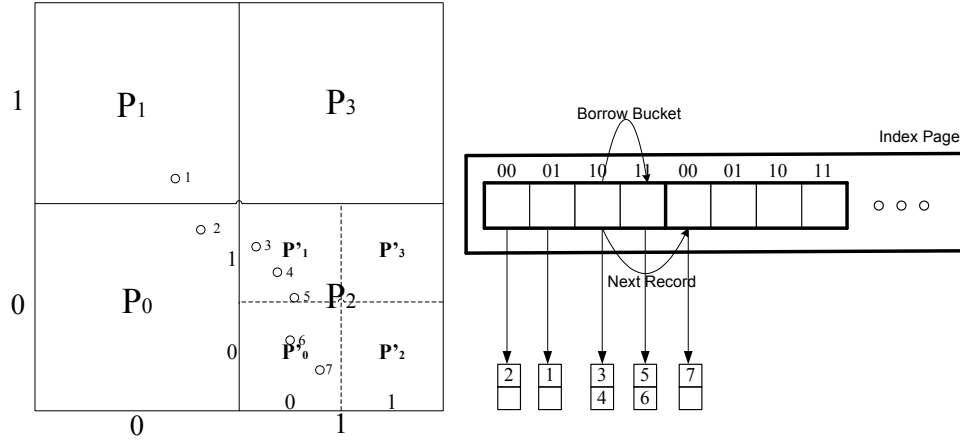 1
P1
P3
1
2
0
P0
1
3
P'1
P'3
4
5
P2
0
6
P'0
P'2
7
0
1
0
1
Borrow Bucket
Index Page
00 01 10 11 00 01 10 11
Next Record
2 1 3 5 7
4 6